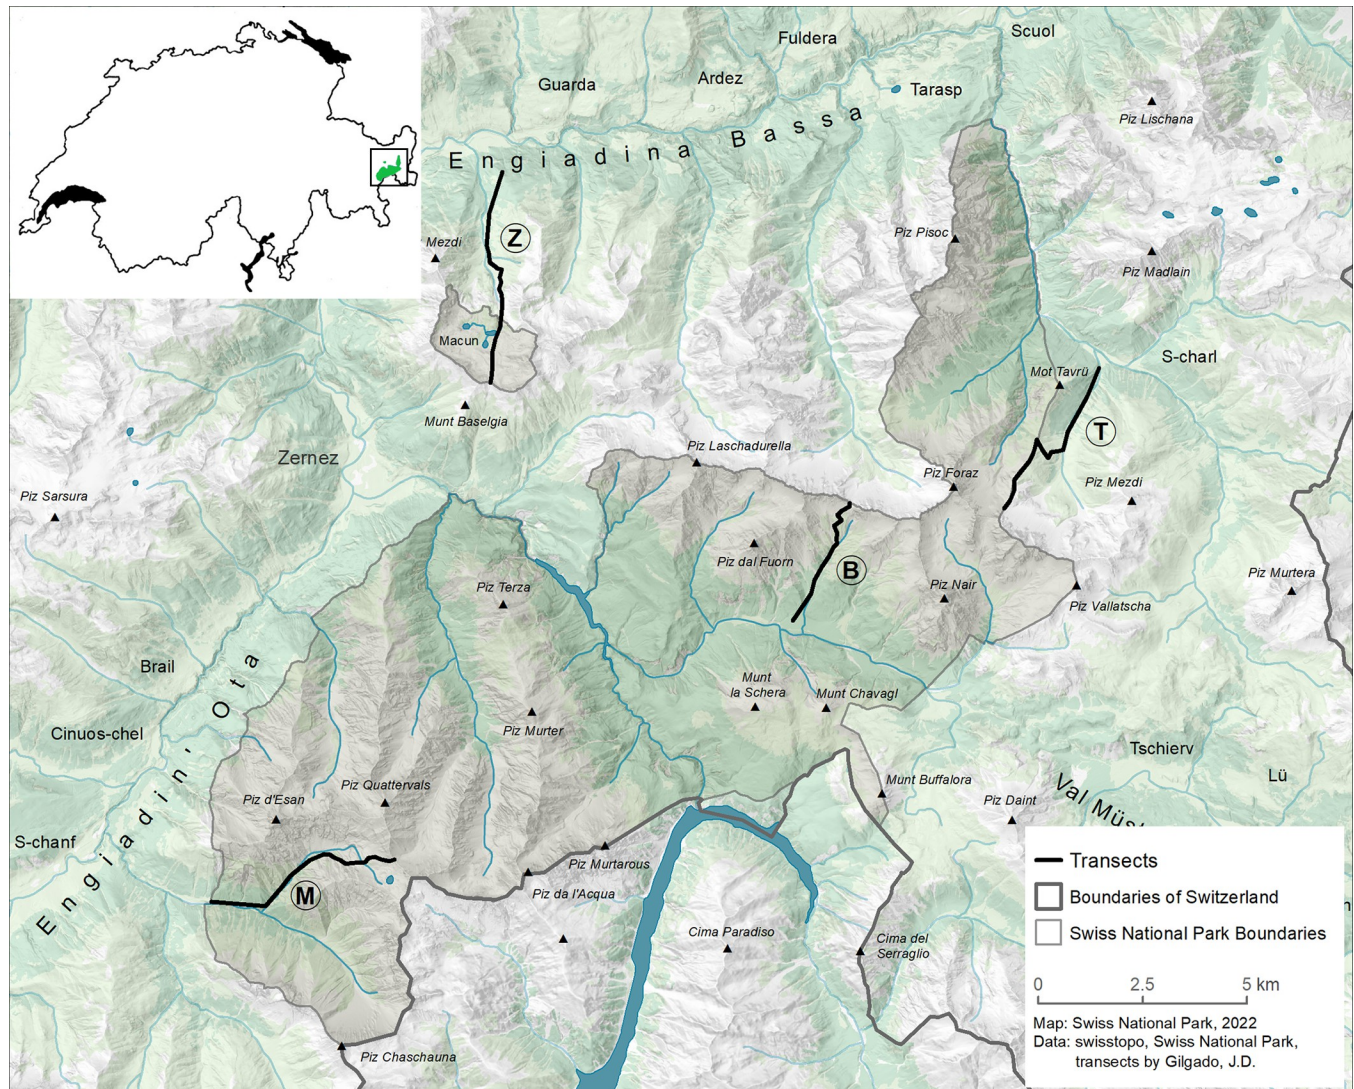 Fuldera
Scuol
Guarda
Ardez
Tarasp
Piz Lischana
Engiadina Bassa
Z
Mezdi
Piz Pisoc
Piz Madlain
Macun
S-charl
Mot Tavrü
Munt Baselgia
T
Piz Laschadurella
Zernez
Piz Foraz
Piz Mezdi
Piz Sarsura
Piz dal Fuorn
B
Piz Terza
Piz Nair
Piz Murtera
Piz Vallatscha
Brail
Munt
la Schera
Munt Chavagl
Engiadin' Ota
Piz Murter
Cinuos-chel
Tschierv
Lü
Piz Quattervals
Munt Buffalora
Piz d'Esan
Piz Daint
Val Müst
S-chanf
Piz Murtarous
Piz da l'Acqua
M
Cima Paradiso
Cima del
Serraglio
Piz Chaschauna
Transects
Boundaries of Switzerland
Swiss National Park Boundaries
0 2.5 5 km
Map: Swiss National Park, 2022
Data: swisstopo, Swiss National Park,
transects by Gilgado, J.D.